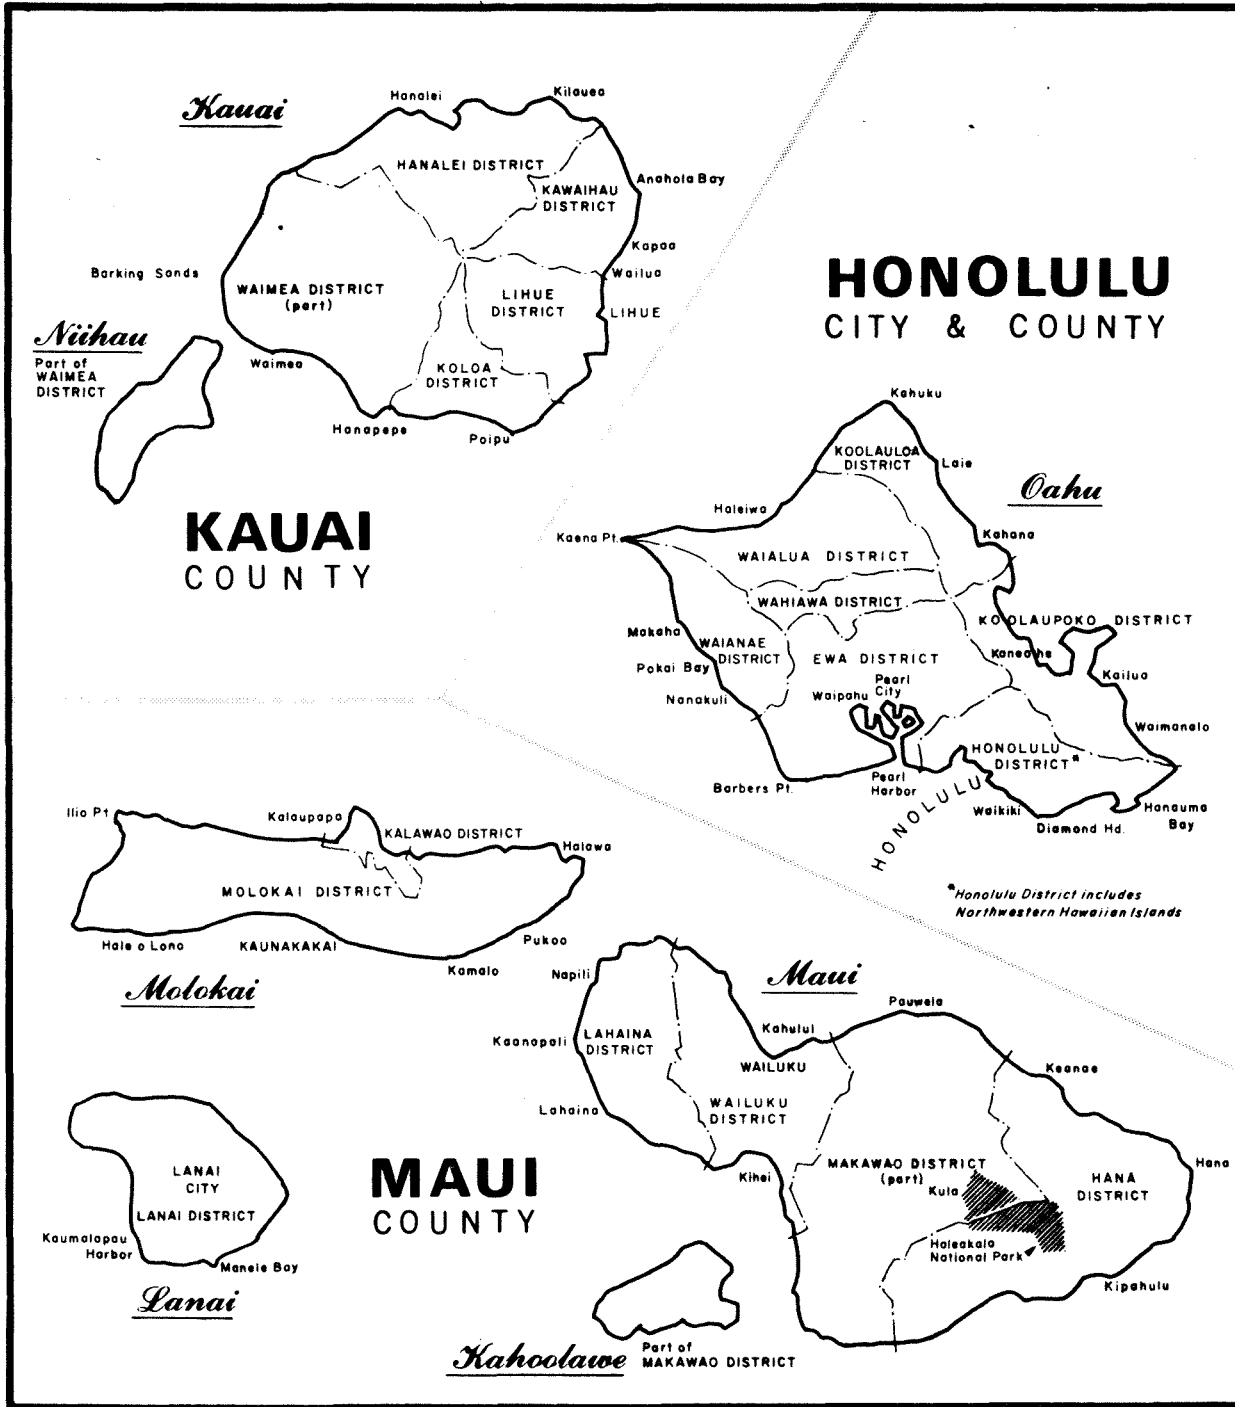 Kauai
Hanalei
Kilauea
HANALEI DISTRICT
KAWAIHAU
DISTRICT
Anahola Bay
Kapaa
Wailua
Barking Sands
WAIMEA DISTRICT
(part)
LIHUE
DISTRICT
LIHUE
Niihau
Part of
WAIMEA
DISTRICT
Waimea
KOLOA
DISTRICT
Hanapepe
Poipu
KAUAI
COUNTY
HONOLULU
CITY & COUNTY
Kahuku
KOOLAULOA
DISTRICT
Laie
Oahu
Haleiwa
Kaena Pt.
Kahana
WAIALUA DISTRICT
WAHIAWA DISTRICT
KOOLAUPOKO DISTRICT
Makaha
WAIANAE
DISTRICT
EWA DISTRICT
Kaneohe
Pokai Bay
Kailua
Nanakuli
Waipahu
Pearl
City
Waimanalo
HONOLULU
DISTRICT*
Barbers Pt.
Pearl
Harbor
HONOLULU
Waikiki
Diamond Hd.
Hanauma
Bay
*Honolulu District includes
Northwestern Hawaiian Islands
Ilio Pt
Kalaupapa
KALAWAO DISTRICT
Halawa
MOLOKAI DISTRICT
Hale o Lono
KAUNAKAKAI
Pukoo
Kamalo
Molokai
Napili
Maui
Pauwela
Kaanapali
LAHAINA
DISTRICT
Kahului
WAILUKU
Keanae
Lahaina
WAILUKU
DISTRICT
Kihei
MAKAWAO DISTRICT
(part)
Kula
HANA
DISTRICT
Hana
Haleakala
National Park
Kipahulu
LANAI
CITY
LANAI DISTRICT
Kaumalapau
Harbor
Manele Bay
Lanai
MAUI
COUNTY
Kahoolawe
Part of
MAKAWAO DISTRICT